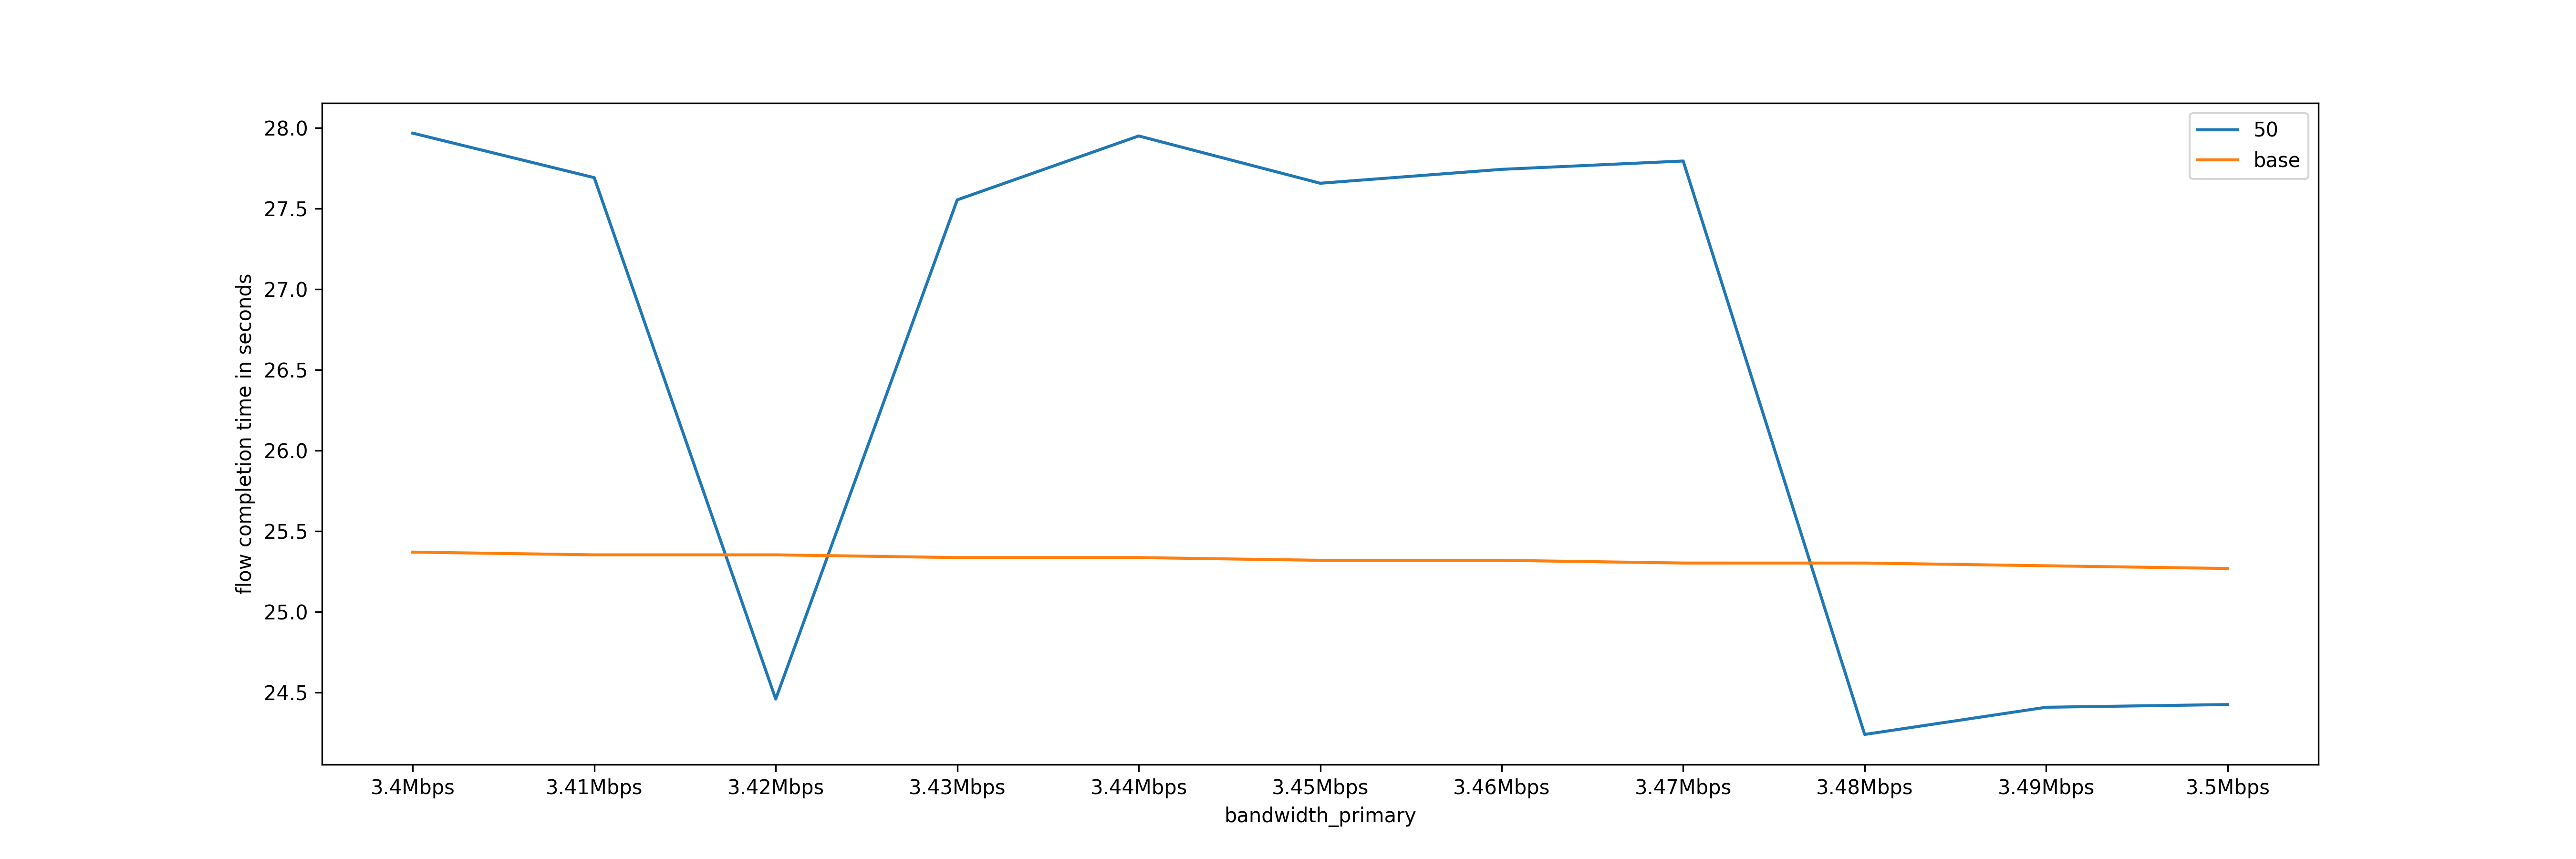 50
base
28.0
27.5
27.0
26.5
26.0
25.5
25.0
24.5
flow completion time in seconds
3.4Mbps 3.41Mbps 3.42Mbps 3.43Mbps 3.44Mbps 3.45Mbps 3.46Mbps 3.47Mbps 3.48Mbps 3.49Mbps 3.5Mbps
bandwidth_primary